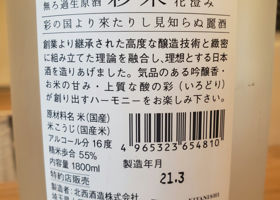 無ろ過生原酒 彩來 花澄み
彩の国より來たりし見知らぬ麗酒
創業より継承された高度な醸造技術と緻密
に組み立てた理論を融合し、理想とする日本
酒を造りあげました。気品のある吟醸香・
お米の甘み・上質な酸の彩（いろどり）
が創り出すハーモニーをお楽しみ下さい。
原材料名 米（国産）
米こうじ（国産米）
アルコール分 16度
精米歩合 55%
内容量 1800ml
特約店販売
製造者 北西酒造株式会社
埼玉県上
4 965323 654810
製造年月
21.3
KITANISHI